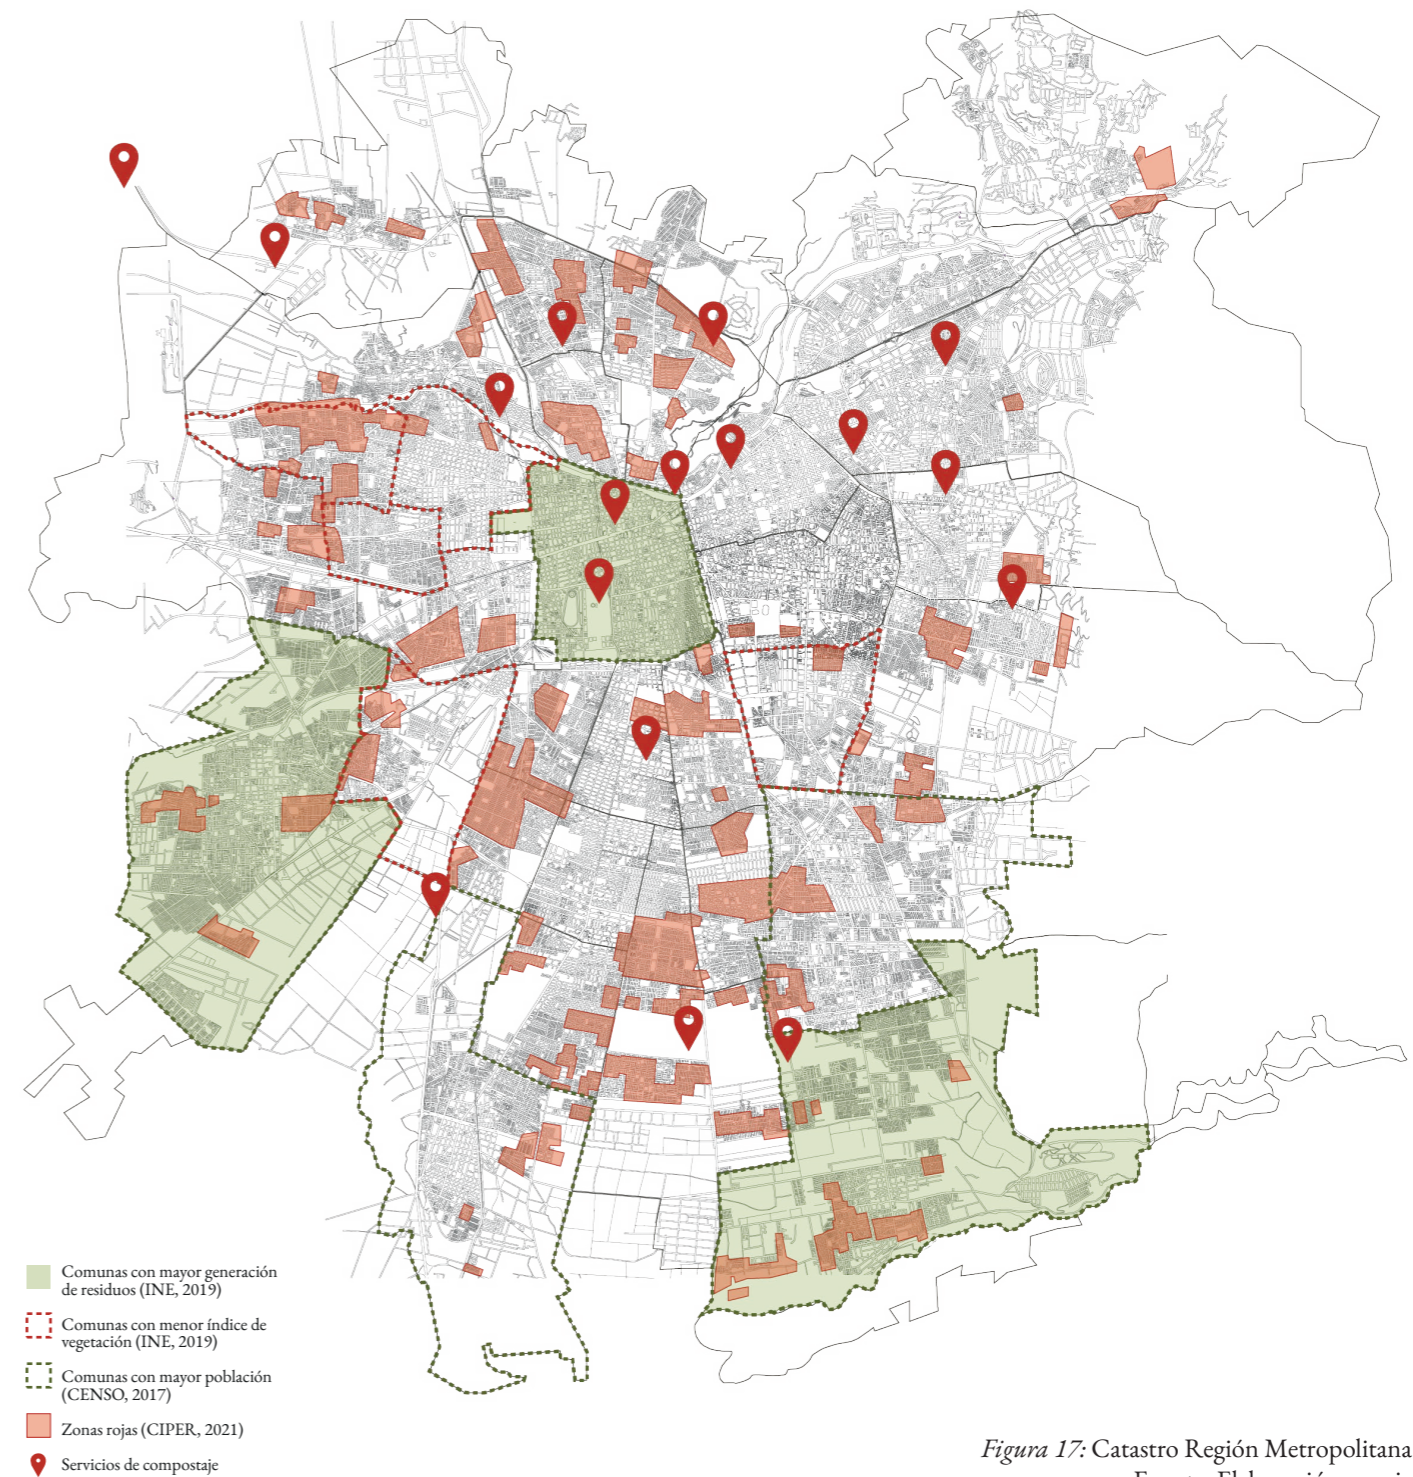 Comunas con mayor generación
de residuos (INE, 2019)
Comunas con menor índice de
vegetación (INE, 2019)
Comunas con mayor población
(CENSO, 2017)
Zonas rojas (CIPER, 2021)
Servicios de compostaje
Figura 17: Catastro Región Metropolitana